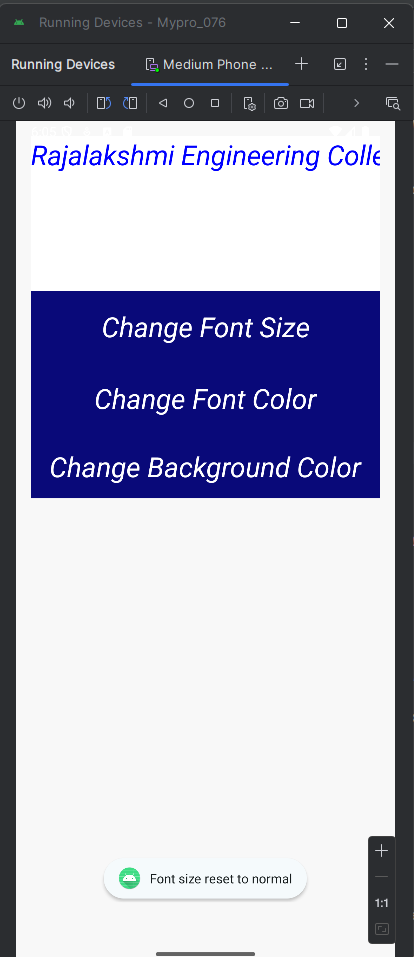 Running Devices - Mypro_076
Running Devices
Medium Phone ...
Rajalakshmi Engineering Colle
Change Font Size
Change Font Color
Change Background Color
1:1
Font size reset to normal